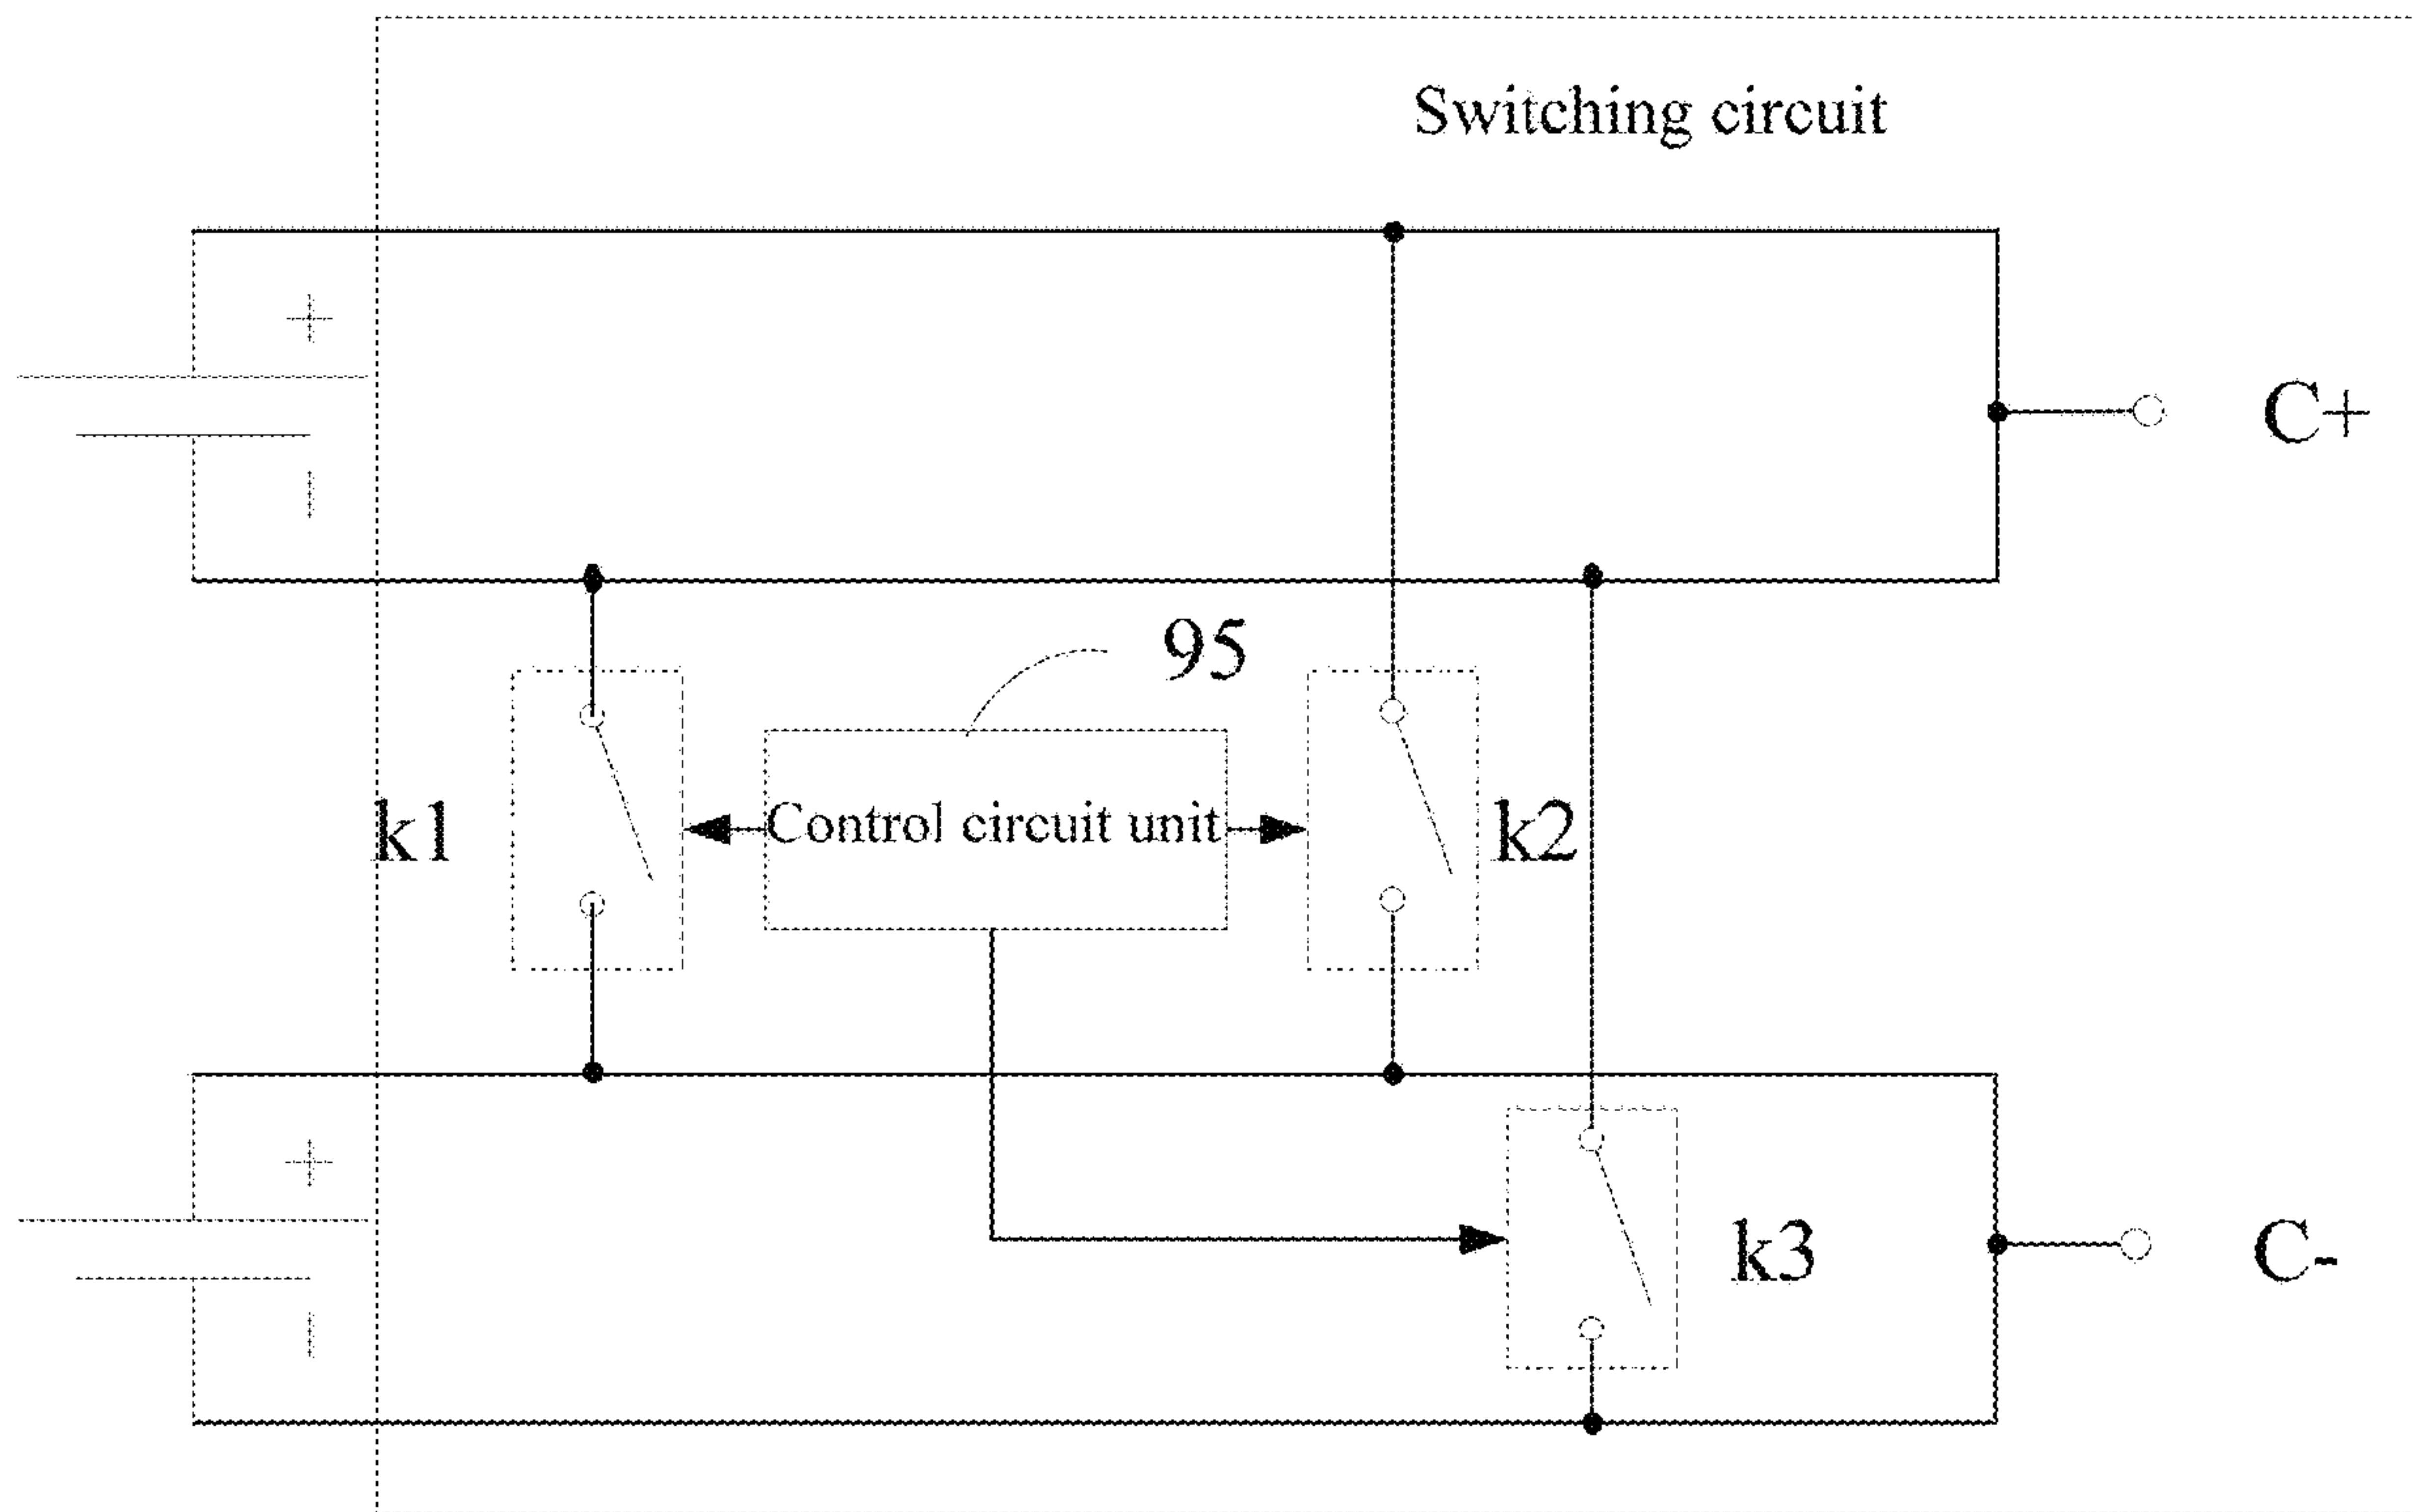 Switching circuit
+
C+
95
k1
Control circuit unit
k2
+
k3
C-